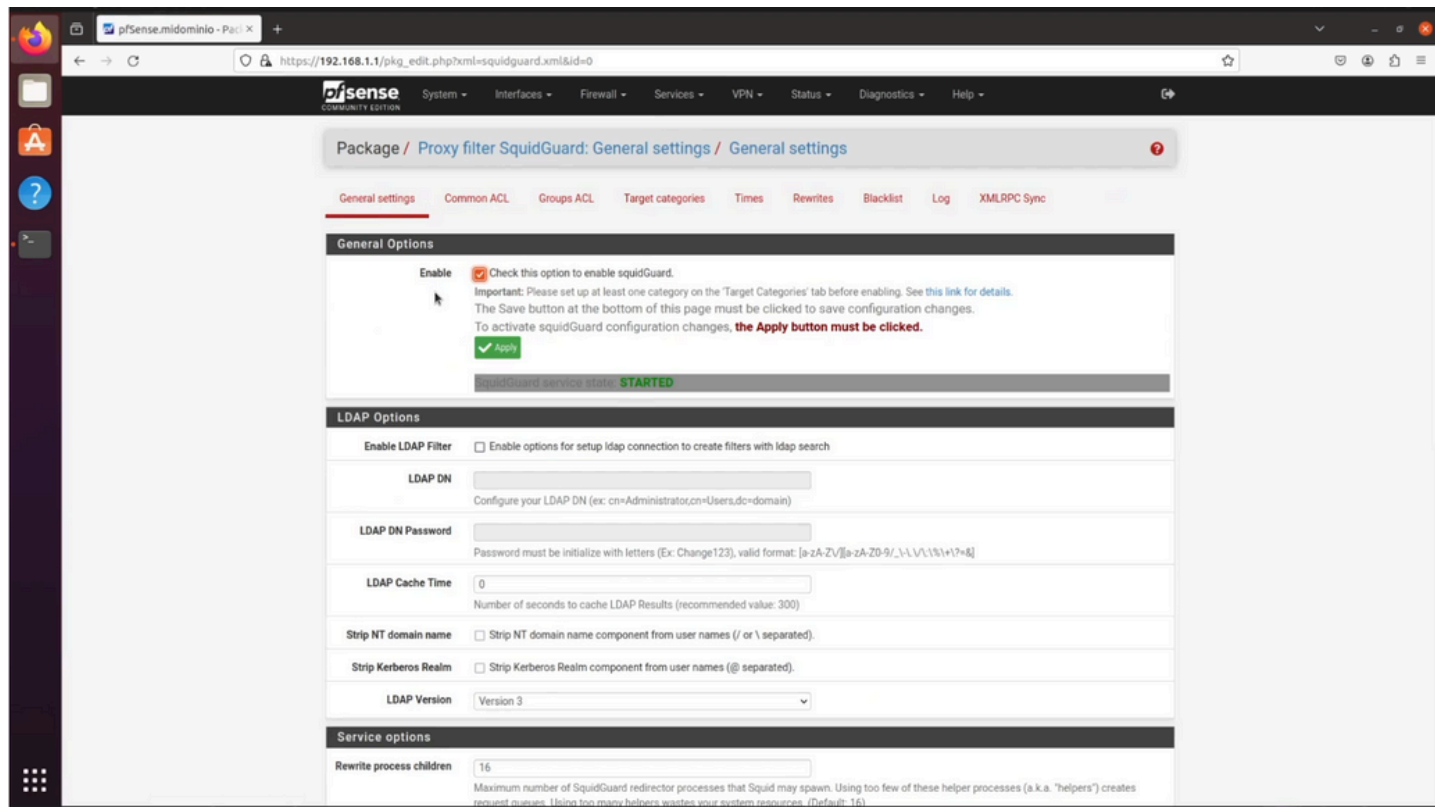 pfSense.midominio - Pac
https://192.168.1.1/pkg_edit.php?xml=squidguard.xml&id=0
pfsense
COMMUNITY EDITION
System
Interfaces
Firewall
Services
VPN
Status
Diagnostics
Help
Package / Proxy filter SquidGuard: General settings / General settings
General settings
Common ACL
Groups ACL
Target categories
Times
Rewrites
Blacklist
Log
XMLRPC Sync
General Options
Enable
Check this option to enable squidGuard.
Important: Please set up at least one category on the 'Target Categories' tab before enabling. See this link for details.
The Save button at the bottom of this page must be clicked to save configuration changes.
To activate squidGuard configuration changes, the Apply button must be clicked.
Apply
SquidGuard service state: STARTED
LDAP Options
Enable LDAP Filter
Enable options for setup ldap connection to create filters with ldap search
LDAP DN
Configure your LDAP DN (ex: cn=Administrator,cn=Users,dc=domain)
LDAP DN Password
Password must be initialize with letters (Ex: Change123), valid format:
LDAP Cache Time
0
Number of seconds to cache LDAP Results (recommended value: 300)
Strip NT domain name
Strip NT domain name component from user names (/ or \ separated).
Strip Kerberos Realm
Strip Kerberos Realm component from user names (@ separated).
LDAP Version
Version 3
Service options
Rewrite process children
16
Maximum number of SquidGuard redirector processes that Squid may spawn. Using too few of these helper processes (a.k.a. "helpers") creates
request queues. Using too many helpers wastes your system resources. (Default: 16)